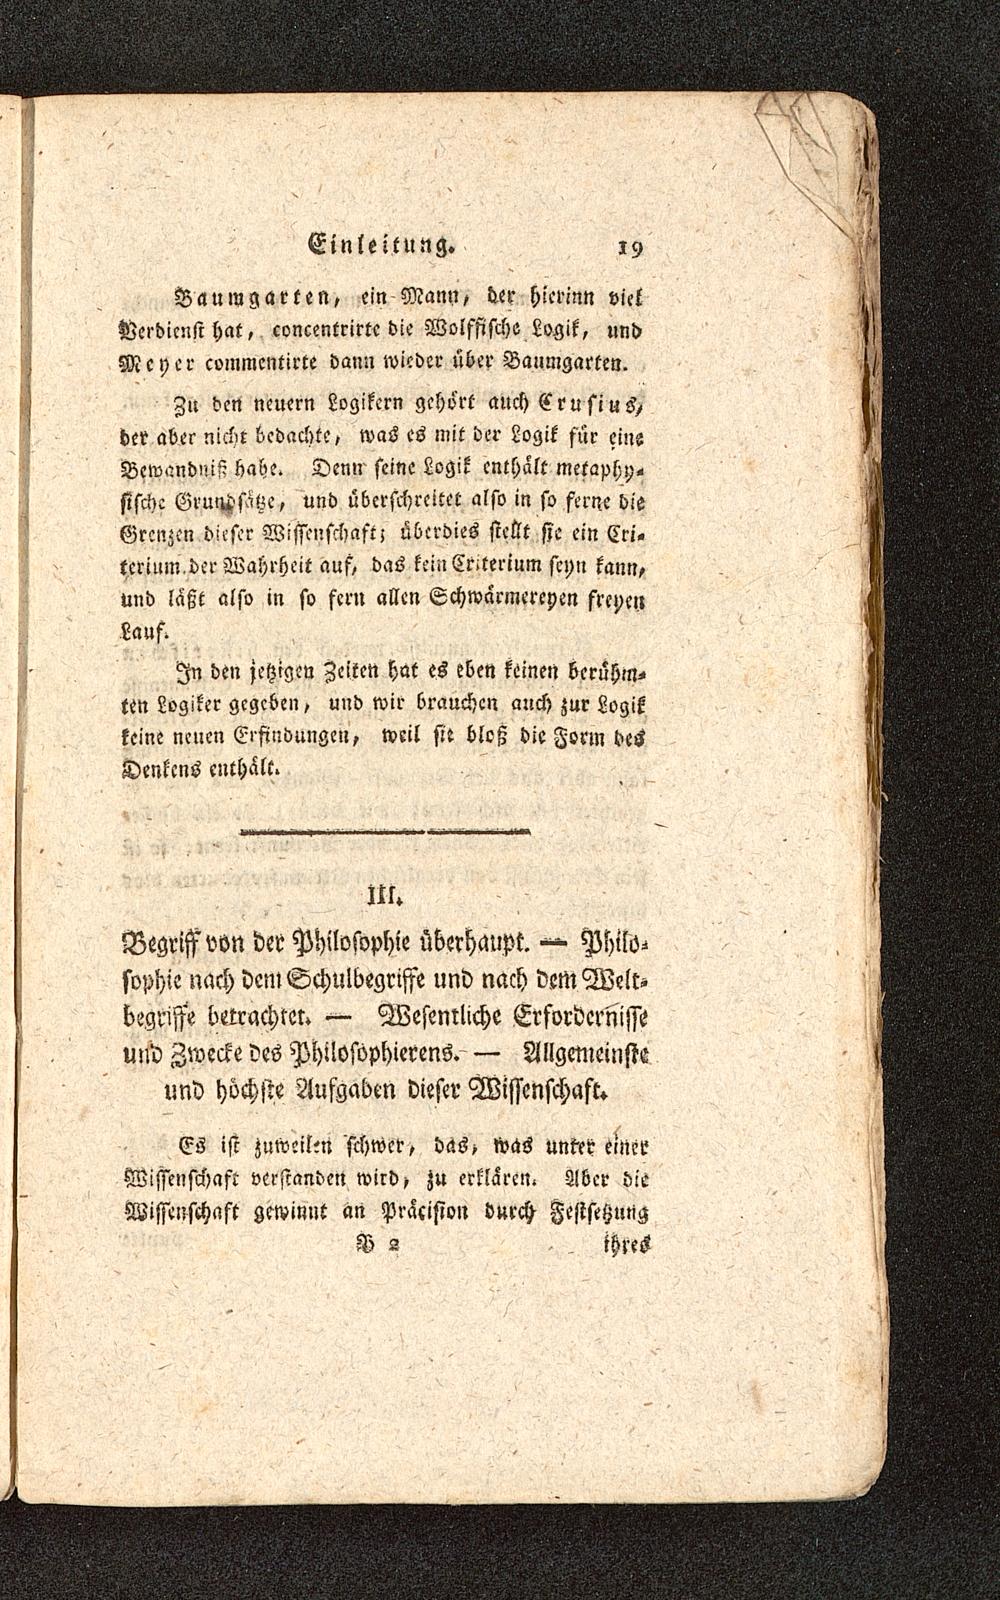 Einleitung. 19
Baumgarten, ein Mann, der hierinn viel
Verdienst hat, concentrirte die Wolffische Logik, und
Meyer commentirte dann wieder über Baumgarten.
Zu den neuern Logikern gehört auch Crusius,
der aber nicht bedachte, was es mit der Logik für eine
Bewandniß habe. Denn seine Logik enthält metaphy-
sische Grundsätze, und überschreitet also in so ferne die
Grenzen dieser Wissenschaft; überdies stellt sie ein Cri-
terium der Wahrheit auf, das kein Criterium seyn kann,
und läßt also in so fern allen Schwärmereyen freyen
Lauf.
In den jetzigen Zeiten hat es eben keinen berühm-
ten Logiker gegeben, und wir brauchen auch zur Logik
keine neuen Erfindungen, weil sie bloß die Form des
Denkens enthält.
III.
Begriff von der Philosophie überhaupt. — Philo-
sophie nach dem Schulbegriffe und nach dem Welt-
begriffe betrachtet. — Wesentliche Erfordernisse
und Zwecke des Philosophierens. — Allgemeinste
und höchste Aufgaben dieser Wissenschaft.
Es ist zuweilen schwer, das, was unter einer
Wissenschaft verstanden wird, zu erklären. Aber die
Wissenschaft gewinnt an Präcision durch Festsetzung
B 2 ihres